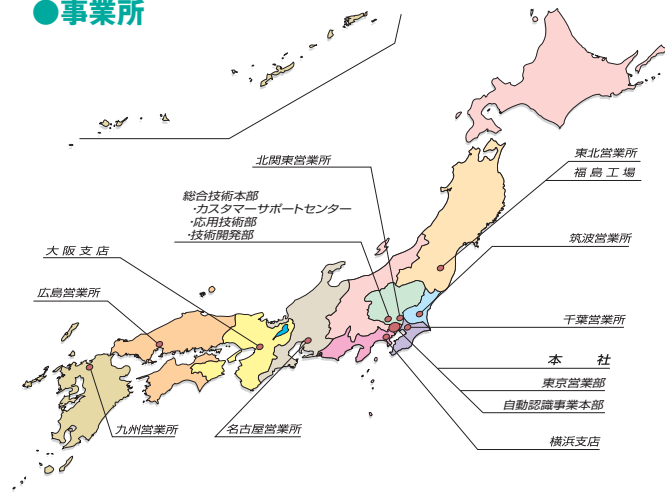 ●事業所
北関東営業所
東北営業所
福島工場
総合技術本部
・カスタマーサポートセンター
・応用技術部
・技術開発部
筑波営業所
大阪支店
広島営業所
千葉営業所
本社
東京営業部
自動認識事業本部
横浜支店
九州営業所
名古屋営業所